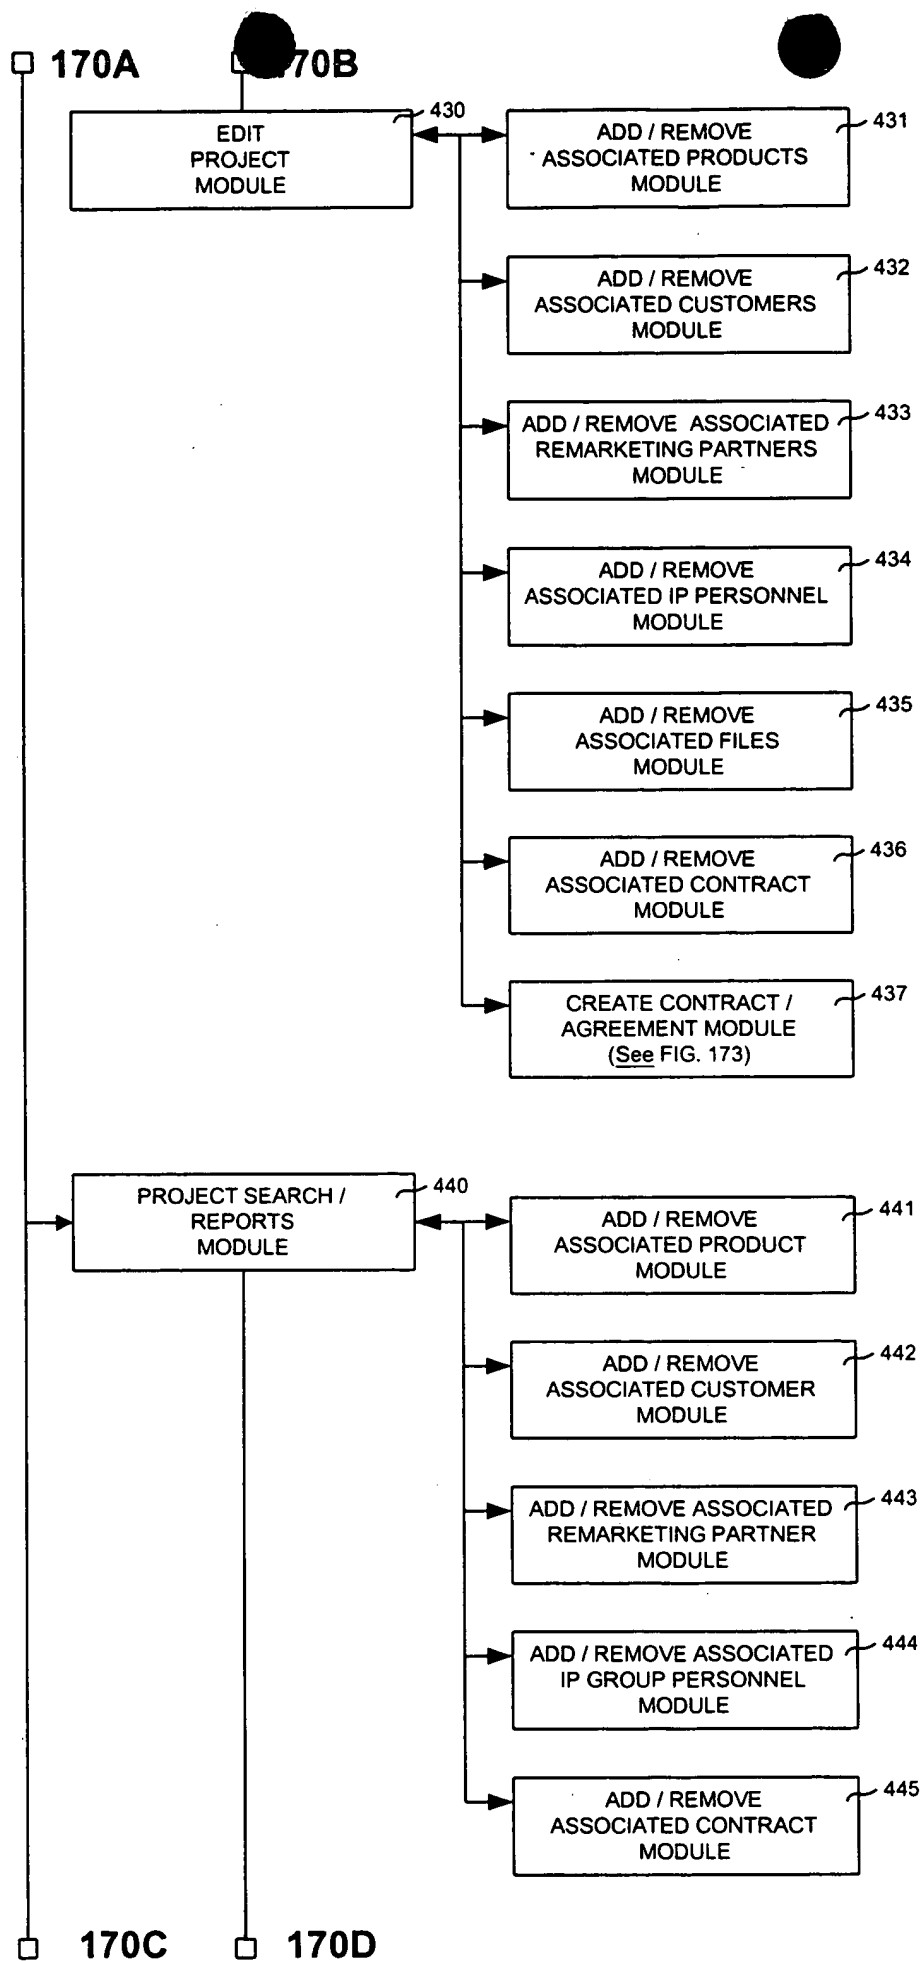 170A
70B
EDIT
PROJECT
MODULE
430
ADD / REMOVE
ASSOCIATED PRODUCTS
MODULE
431
ADD / REMOVE
ASSOCIATED CUSTOMERS
MODULE
432
ADD / REMOVE ASSOCIATED
REMARKETING PARTNERS
MODULE
433
ADD / REMOVE
ASSOCIATED IP PERSONNEL
MODULE
434
ADD / REMOVE
ASSOCIATED FILES
MODULE
435
ADD / REMOVE
ASSOCIATED CONTRACT
MODULE
436
CREATE CONTRACT /
AGREEMENT MODULE
(See FIG. 173)
437
PROJECT SEARCH /
REPORTS
MODULE
440
ADD / REMOVE
ASSOCIATED PRODUCT
MODULE
441
ADD / REMOVE
ASSOCIATED CUSTOMER
MODULE
442
ADD / REMOVE ASSOCIATED
REMARKETING PARTNER
MODULE
443
ADD / REMOVE ASSOCIATED
IP GROUP PERSONNEL
MODULE
444
ADD / REMOVE
ASSOCIATED CONTRACT
MODULE
445
170C
170D